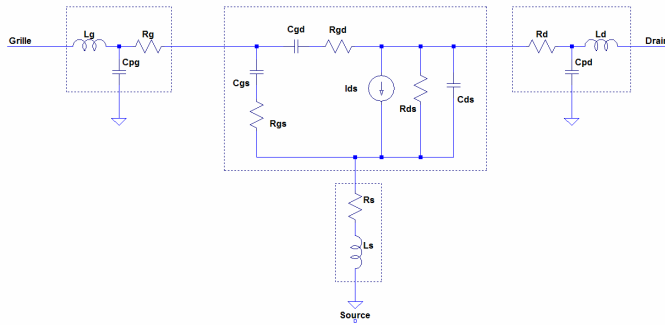 Grille
Lg
Rg
Cpg
Cgd
Rgd
Cgs
Rgs
Ids
Rds
Cds
Rd
Ld
Drain
Cpd
Rs
Ls
Source